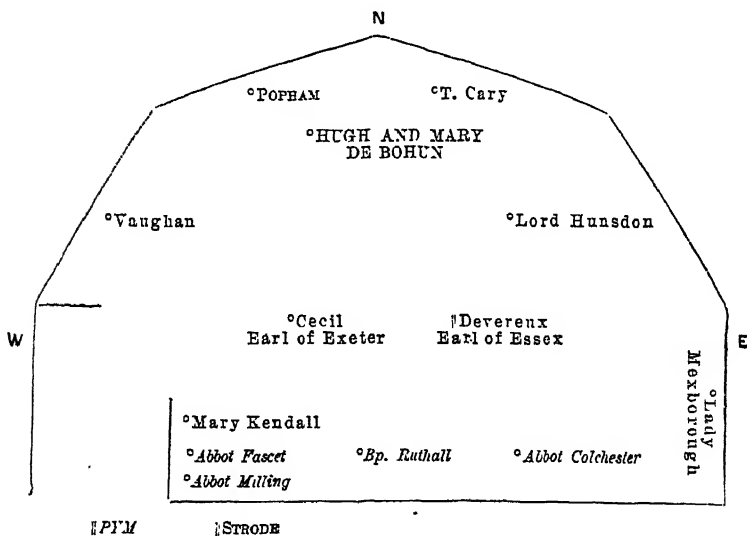 N
°POPHAM °T. Cary
°HUGH AND MARY
DE BOHUN
°Vaughan °Lord Hunsdon
°Cecil ||Devereux
Earl of Exeter Earl of Essex
W E
°Lady
Mexborough
°Mary Kendall
°Abbot Fascet °Bp. Ruthall °Abbot Colchester
°Abbot Milling
||PYM ||STRODE